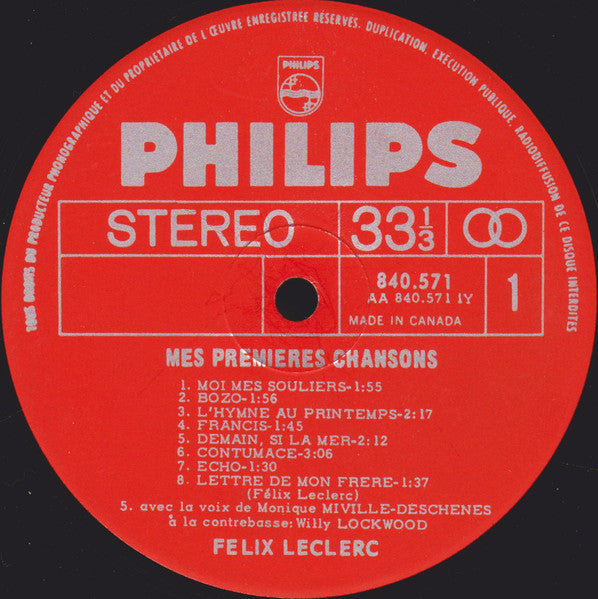 TOUS DROITS DU PRODUCTEUR PHONOGRAPHIQUE ET DU PROPRIETAIRE DE L'ŒUVRE ENREGISTREE RESERVES. DUPLICATION, EXECUTION PUBLIQUE, RADIODIFFUSION DE CE DISQUE INTERDITES
PHILIPS
PHILIPS
STEREO 33 1/3
840.571
AA 840.571 1Y
1
MADE IN CANADA
MES PREMIERES CHANSONS
1. MOI MES SOULIERS-1:55
2. BOZO-1:56
3. L'HYMNE AU PRINTEMPS-2:17
4. FRANCIS-1:45
5. DEMAIN, SI LA MER-2:12
6. CONTUMACE-3:06
7. ECHO-1:30
8. LETTRE DE MON FRERE-1:37
(Félix Leclerc)
5. avec la voix de Monique MIVILLE-DESCHENES
à la contrebasse: Willy LOCKWOOD
FELIX LECLERC